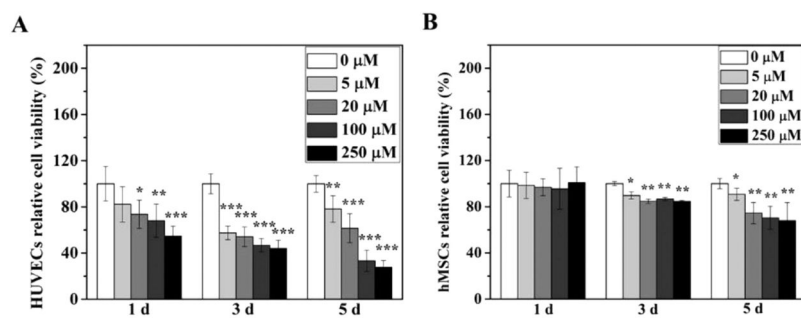 A
HUVECs relative cell viability (%)
200
160
120
80
40
0
0 μM
5 μM
20 μM
100 μM
250 μM
* ** ***
*** *** *** ***
** *** *** ***
1 d 3 d 5 d
B
hMSCs relative cell viability (%)
200
160
120
80
40
0
0 μM
5 μM
20 μM
100 μM
250 μM
* ** ** **
* ** ** **
1 d 3 d 5 d